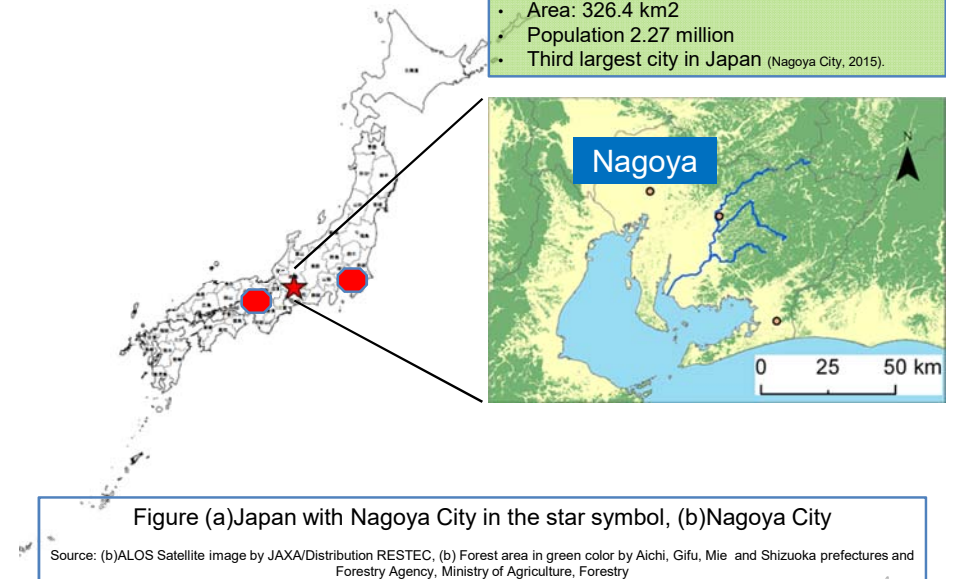 • Area: 326.4 km2
• Population 2.27 million
• Third largest city in Japan (Nagoya City, 2015).
Nagoya
N
0 25 50 km
Figure (a)Japan with Nagoya City in the star symbol, (b)Nagoya City
Source: (b)ALOS Satellite image by JAXA/Distribution RESTEC, (b) Forest area in green color by Aichi, Gifu, Mie and Shizuoka prefectures and
Forestry Agency, Ministry of Agriculture, Forestry